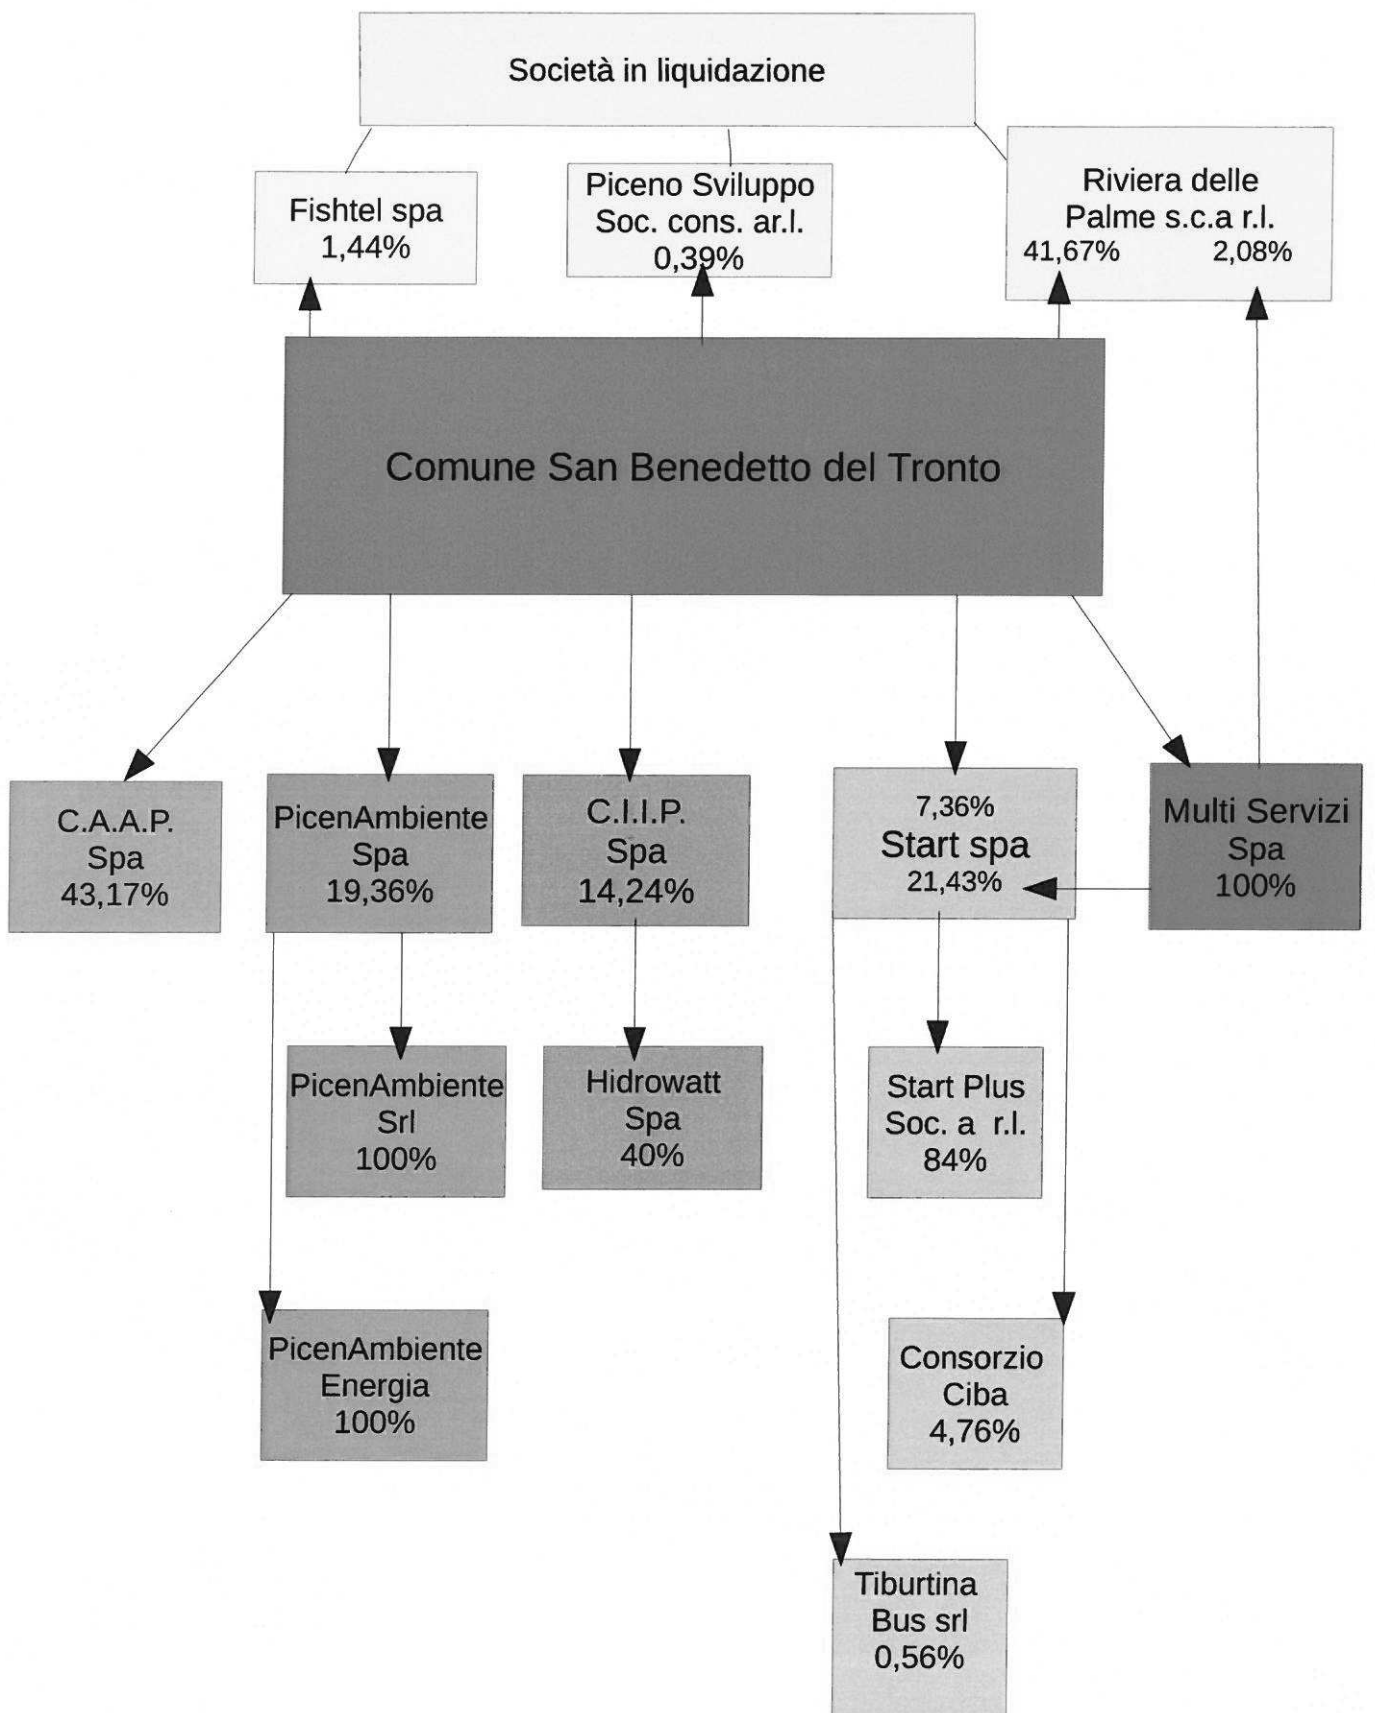 Società in liquidazione
Fishtel spa
1,44%
Piceno Sviluppo
Soc. cons. ar.l.
0,39%
Riviera delle
Palme s.c.a r.l.
41,67% 2,08%
Comune San Benedetto del Tronto
C.A.A.P.
Spa
43,17%
PicenAmbiente
Spa
19,36%
C.I.I.P.
Spa
14,24%
7,36%
Start spa
21,43%
Multi Servizi
Spa
100%
PicenAmbiente
Srl
100%
Hidrowatt
Spa
40%
Start Plus
Soc. a r.l.
84%
PicenAmbiente
Energia
100%
Consorzio
Ciba
4,76%
Tiburtina
Bus srl
0,56%